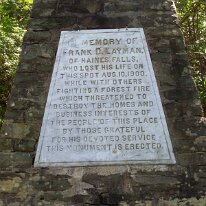 IN MEMORY OF
FRANK D. LAYMAN,
OF HAINES FALLS,
WHO LOST HIS LIFE ON
THIS SPOT AUG. 10, 1900,
WHILE WITH OTHERS
FIGHTING A FOREST FIRE
WHICH THREATENED TO
DESTROY THE HOMES AND
BUSINESS INTERESTS OF
THE PEOPLE OF THIS PLACE
BY THOSE GRATEFUL
FOR HIS DEVOTED SERVICE
THIS MONUMENT IS ERECTED.